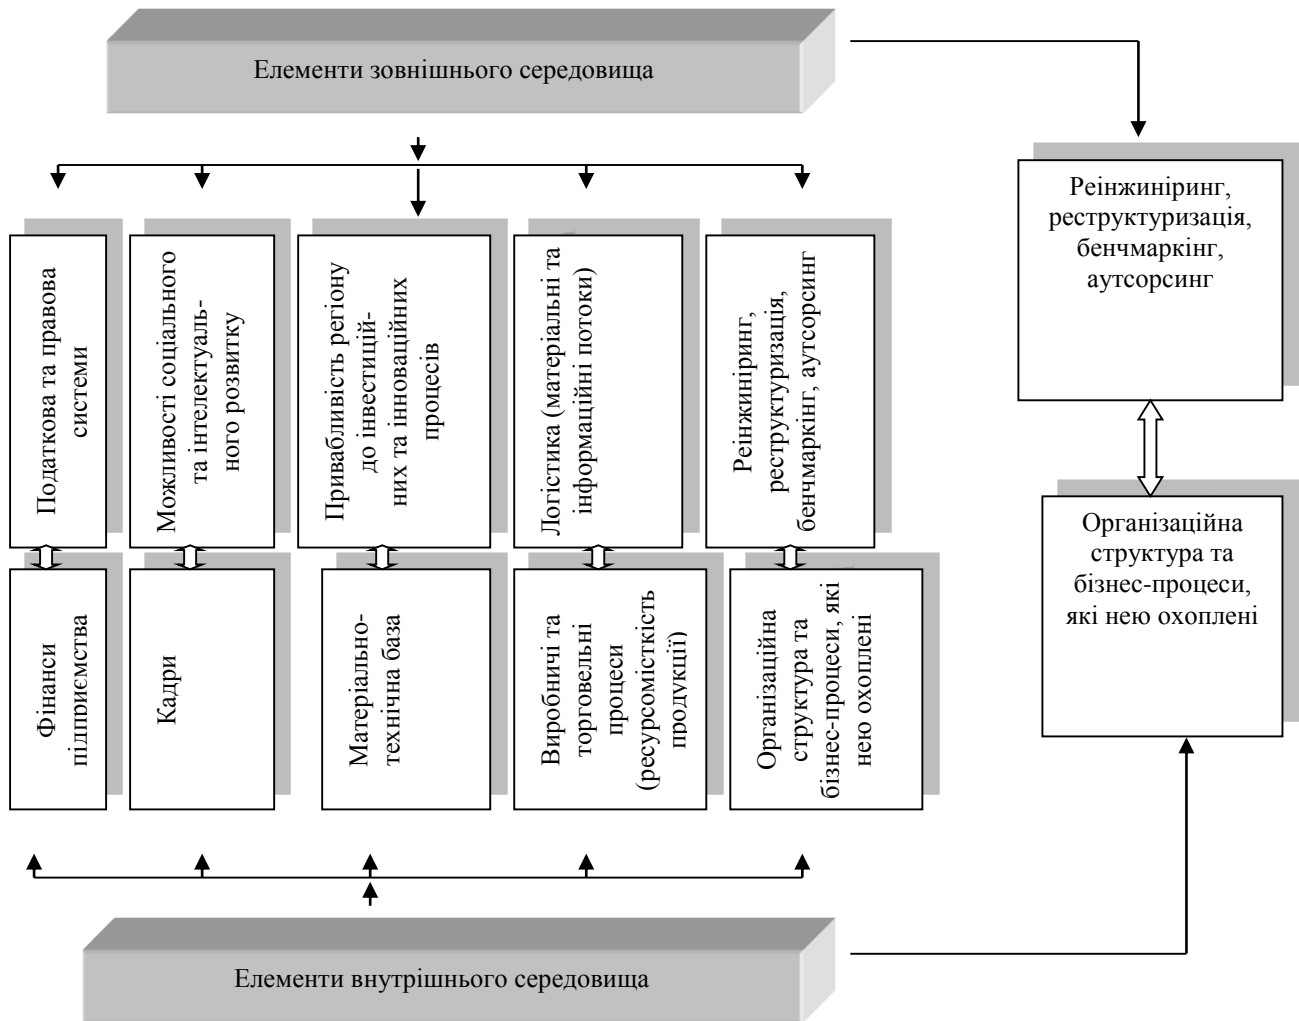 Елементи зовнішнього середовища
Реінжиніринг,
реструктуризація,
бенчмаркінг,
аутсорсинг
Податкова та правова
системи
Можливості соціального
та інтелектуаль-
ного розвитку
Привабливість регіону
до інвестицій-
них та інноваційних
процесів
Логістика (матеріальні та
інформаційні потоки)
Реінжиніринг,
реструктуризація,
бенчмаркінг, аутсорсинг
Організаційна
структура та
бізнес-процеси,
які нею охоплені
Фінанси
підприємства
Кадри
Матеріально-
технічна база
Виробничі та
торговельні
процеси
(ресурсомісткість
продукції)
Організаційна
структура та
бізнес-процеси, які
нею охоплені
Елементи внутрішнього середовища